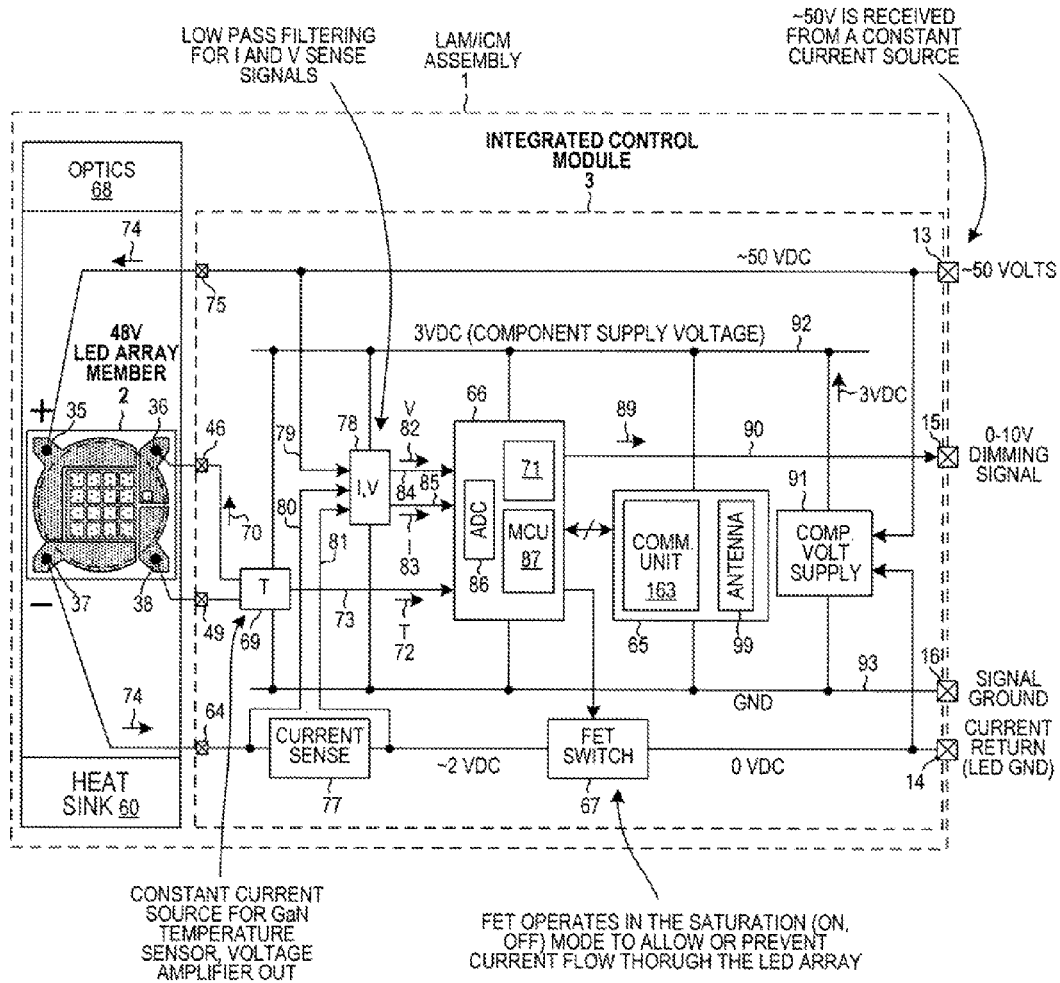 LOW PASS FILTERING
FOR I AND V SENSE
SIGNALS
LAM/ICM
ASSEMBLY
1
~50V IS RECEIVED
FROM A CONSTANT
CURRENT SOURCE
INTEGRATED CONTROL
MODULE
3
OPTICS
68
74
75
~50 VDC
13
~50 VOLTS
48V
LED ARRAY
MEMBER
2
3VDC (COMPONENT SUPPLY VOLTAGE)
92
3VDC
+
35
36
46
79
78
V
82
66
89
90
15
0-10V
DIMMING
SIGNAL
I,V
84
85
71
80
70
81
I
83
ADC
86
MCU
87
COMM.
UNIT
163
ANTENNA
91
COMP.
VOLT
SUPPLY
–
37
38
49
T
69
73
T
72
65
99
16
SIGNAL
GROUND
93
GND
74
64
CURRENT
SENSE
77
~2 VDC
FET
SWITCH
67
0 VDC
CURRENT
RETURN
(LED GND)
14
HEAT
SINK 60
CONSTANT CURRENT
SOURCE FOR GaN
TEMPERATURE
SENSOR, VOLTAGE
AMPLIFIER OUT
FET OPERATES IN THE SATURATION (ON,
OFF) MODE TO ALLOW OR PREVENT
CURRENT FLOW THORUGH THE LED ARRAY